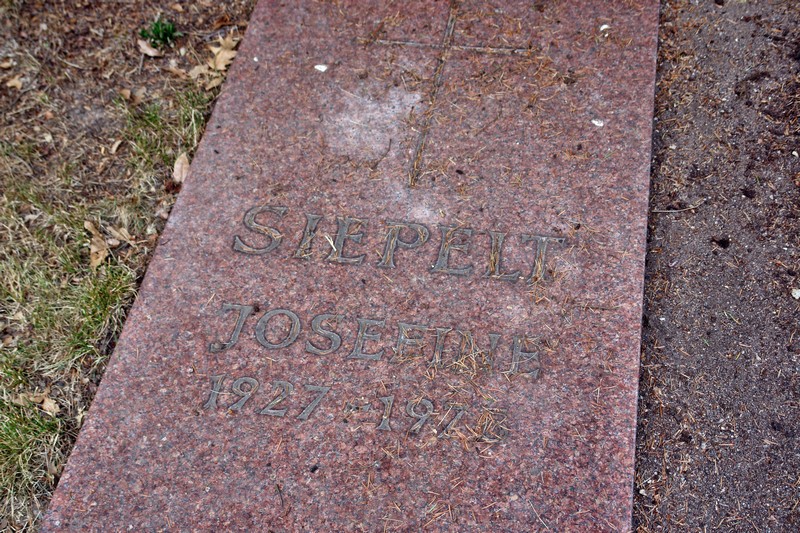 SIEPELT
JOSEFINE
1927 -